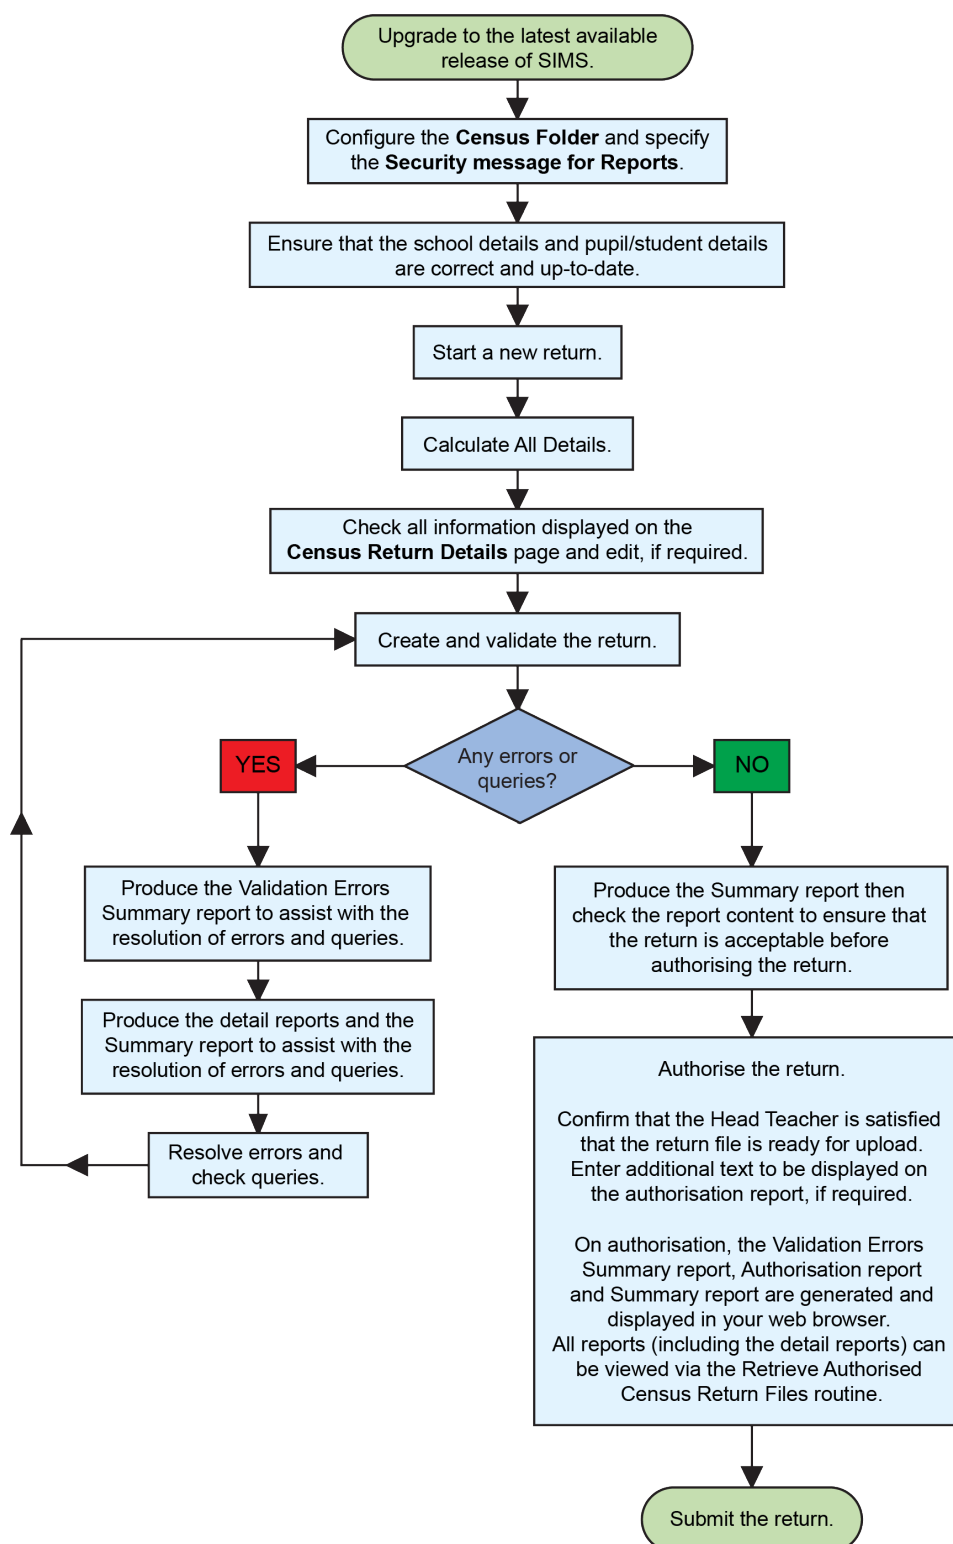 Upgrade to the latest available
release of SIMS.
Configure the Census Folder and specify
the Security message for Reports.
Ensure that the school details and pupil/student details
are correct and up-to-date.
Start a new return.
Calculate All Details.
Check all information displayed on the
Census Return Details page and edit, if required.
Create and validate the return.
Any errors or
queries?
YES
NO
Produce the Validation Errors
Summary report to assist with the
resolution of errors and queries.
Produce the detail reports and the
Summary report to assist with the
resolution of errors and queries.
Resolve errors and
check queries.
Produce the Summary report then
check the report content to ensure that
the return is acceptable before
authorising the return.
Authorise the return.
Confirm that the Head Teacher is satisfied
that the return file is ready for upload.
Enter additional text to be displayed on
the authorisation report, if required.
On authorisation, the Validation Errors
Summary report, Authorisation report
and Summary report are generated and
displayed in your web browser.
All reports (including the detail reports) can
be viewed via the Retrieve Authorised
Census Return Files routine.
Submit the return.